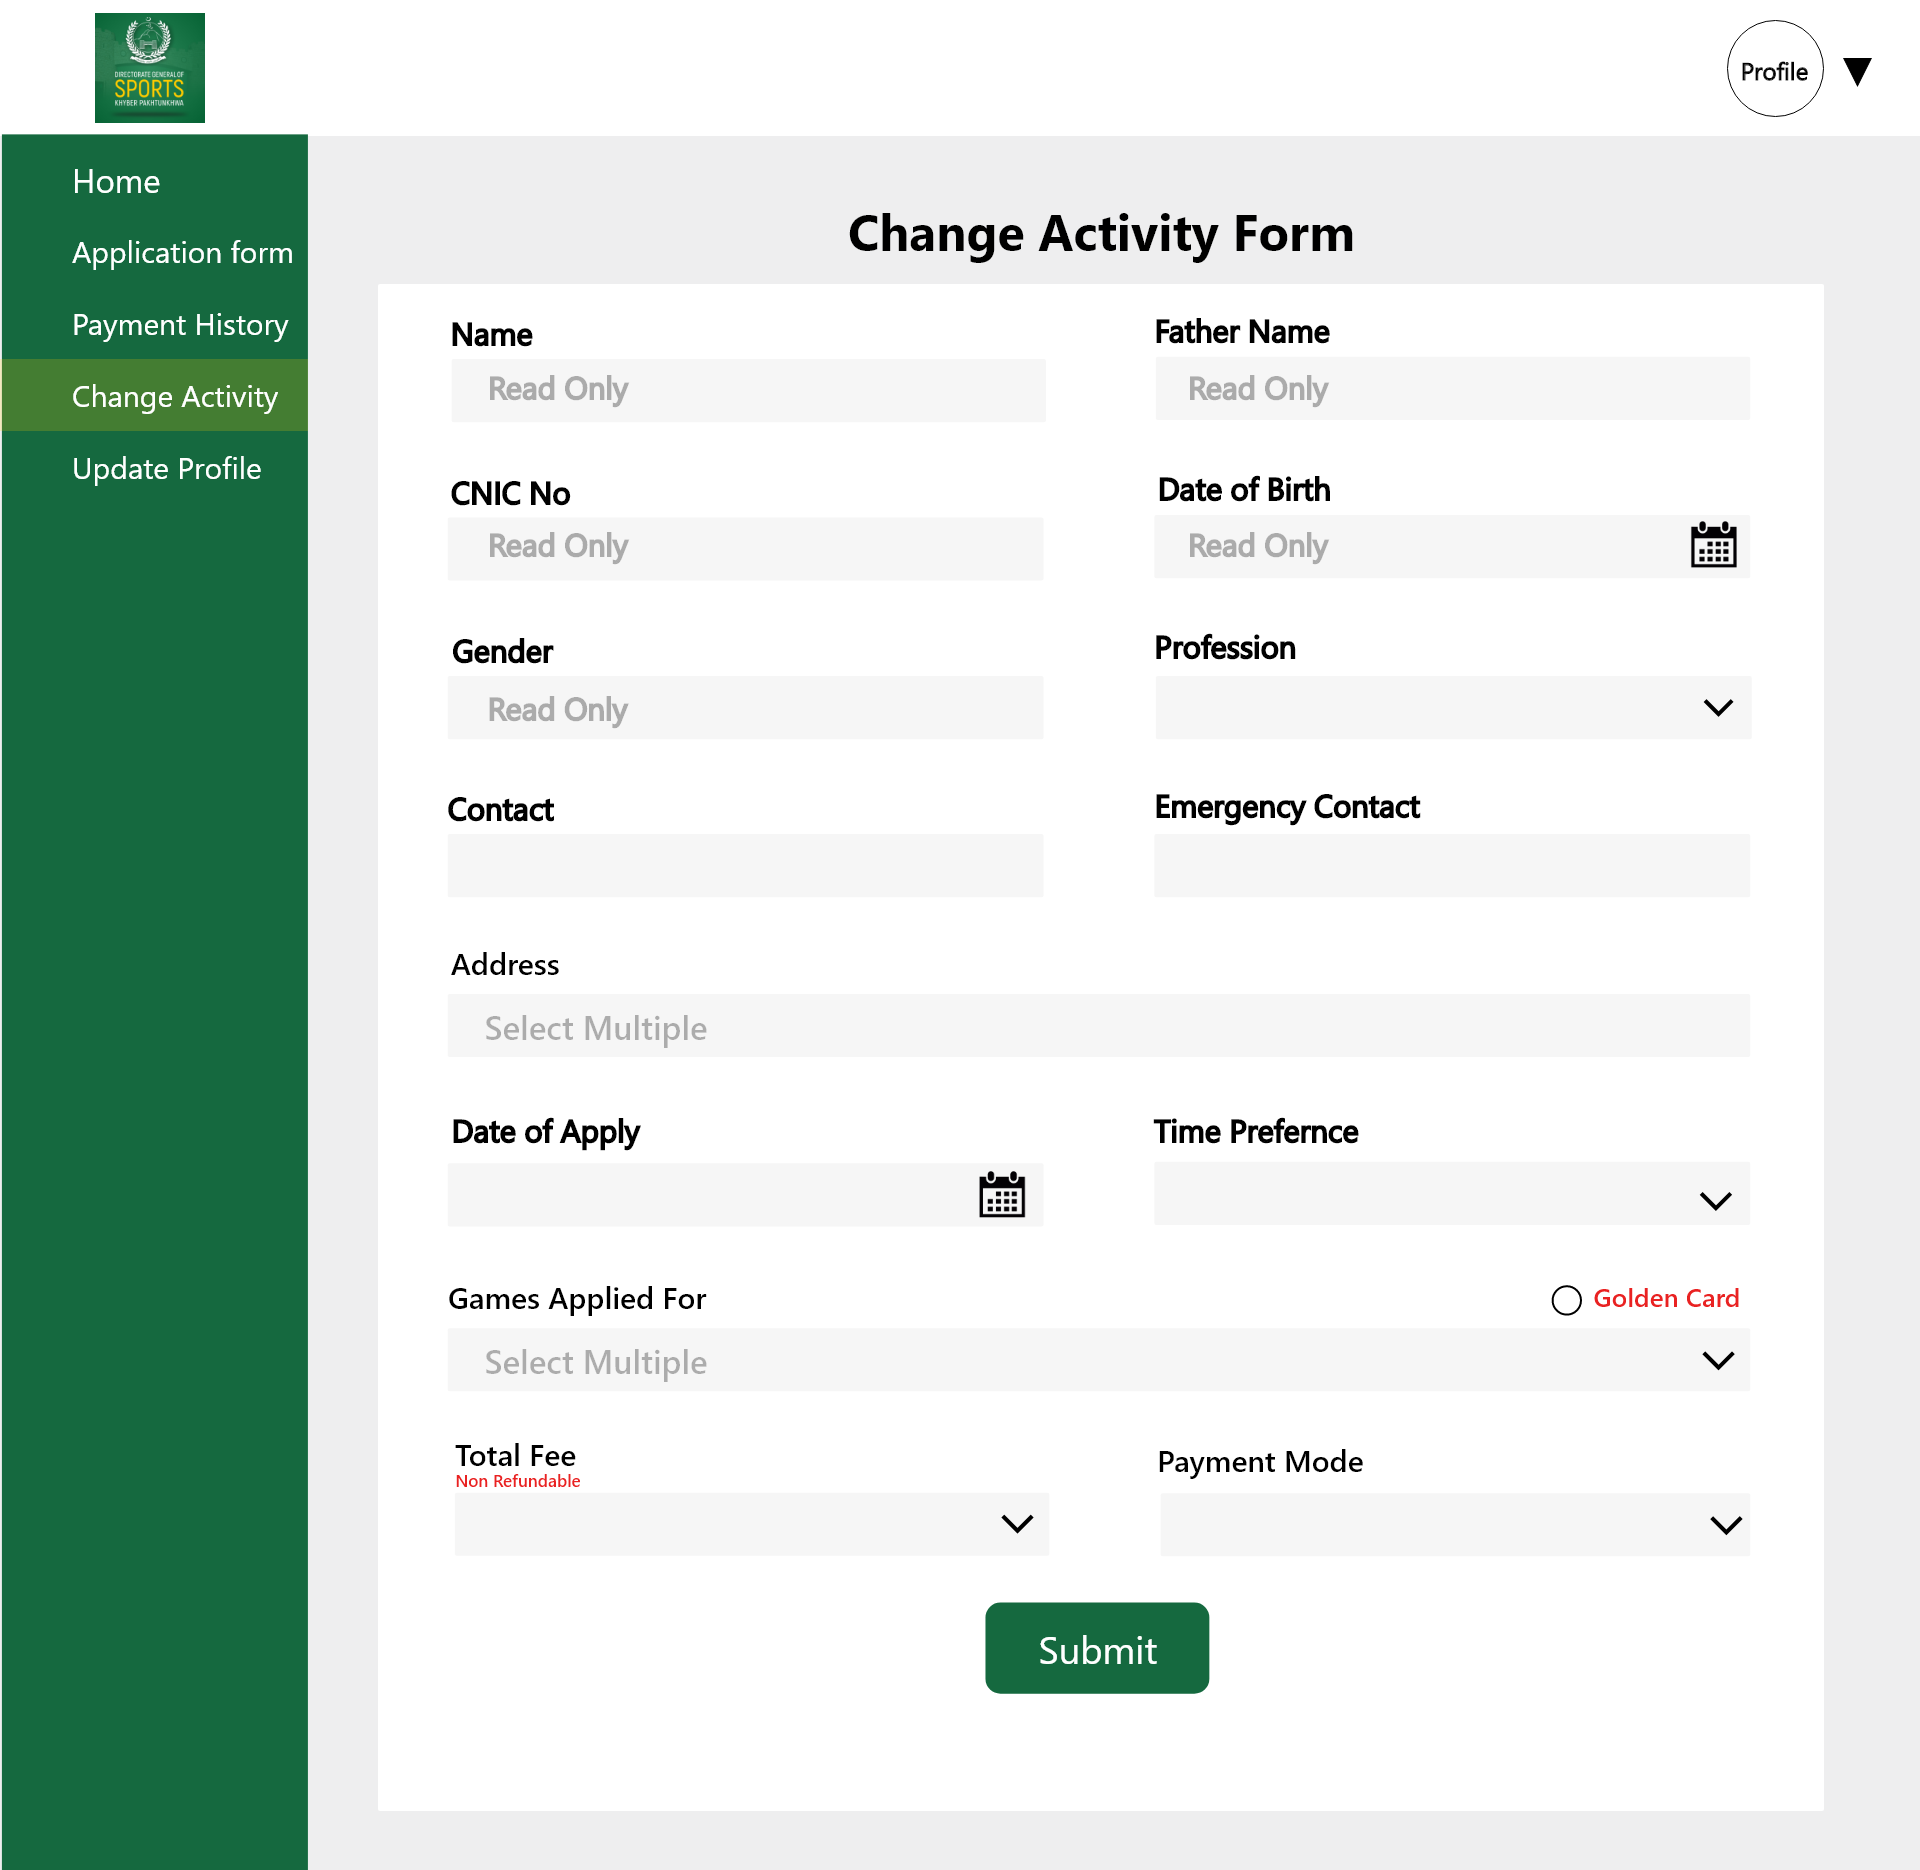 DIRECTORATE GENERAL OF
SPORTS
KHYBER PAKHTUNKHWA
Profile
Home
Application form
Payment History
Change Activity
Update Profile
Change Activity Form
Name
Father Name
Read Only
Read Only
CNIC No
Date of Birth
Read Only
Read Only
Gender
Profession
Read Only
Contact
Emergency Contact
Address
Select Multiple
Date of Apply
Time Prefernce
Games Applied For
Golden Card
Select Multiple
Total Fee
Non Refundable
Payment Mode
Submit